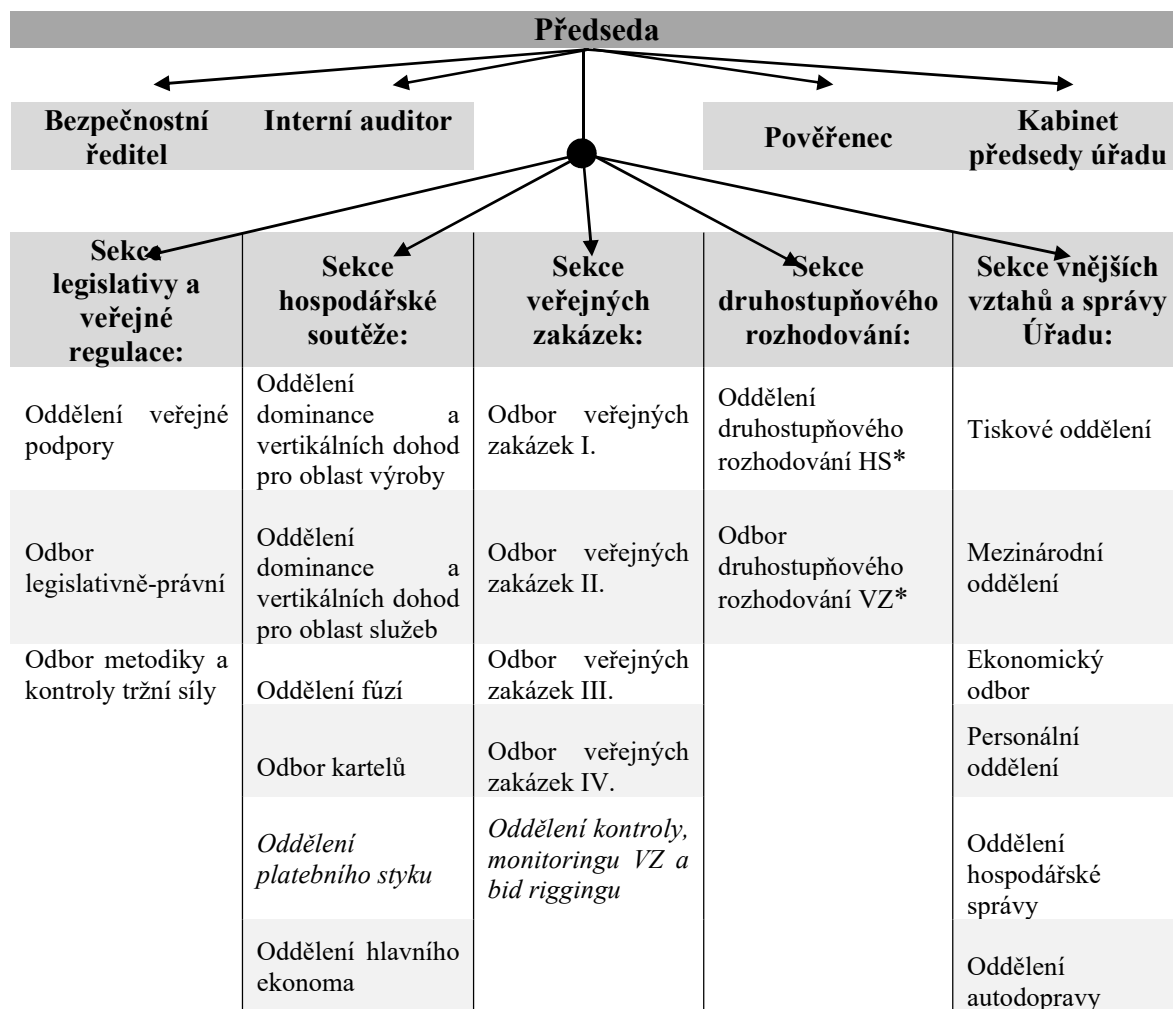 Předseda
Bezpečnostní
ředitel
Interní auditor
Pověřenec
Kabinet
předsedy úřadu
Sekce
legislativy a
veřejné
regulace:
Sekce
hospodářské
soutěže:
Sekce
veřejných
zakázek:
Sekce
druhostupňového
rozhodování:
Sekce vnějších
vztahů a správy
Úřadu:
Oddělení veřejné
podpory
Oddělení
dominance a
vertikálních dohod
pro oblast výroby
Odbor veřejných
zakázek I.
Oddělení
druhostupňového
rozhodování HS*
Tiskové oddělení
Odbor
legislativně-právní
Oddělení
dominance a
vertikálních dohod
pro oblast služeb
Odbor veřejných
zakázek II.
Odbor
druhostupňového
rozhodování VZ*
Mezinárodní
oddělení
Odbor metodiky a
kontroly tržní síly
Oddělení fúzí
Odbor veřejných
zakázek III.
Ekonomický
odbor
Odbor kartelů
Odbor veřejných
zakázek IV.
Personální
oddělení
Oddělení
platebního styku
Oddělení kontroly,
monitoringu VZ a
bid riggingu
Oddělení
hospodářské
správy
Oddělení hlavního
ekonoma
Oddělení
autodopravy